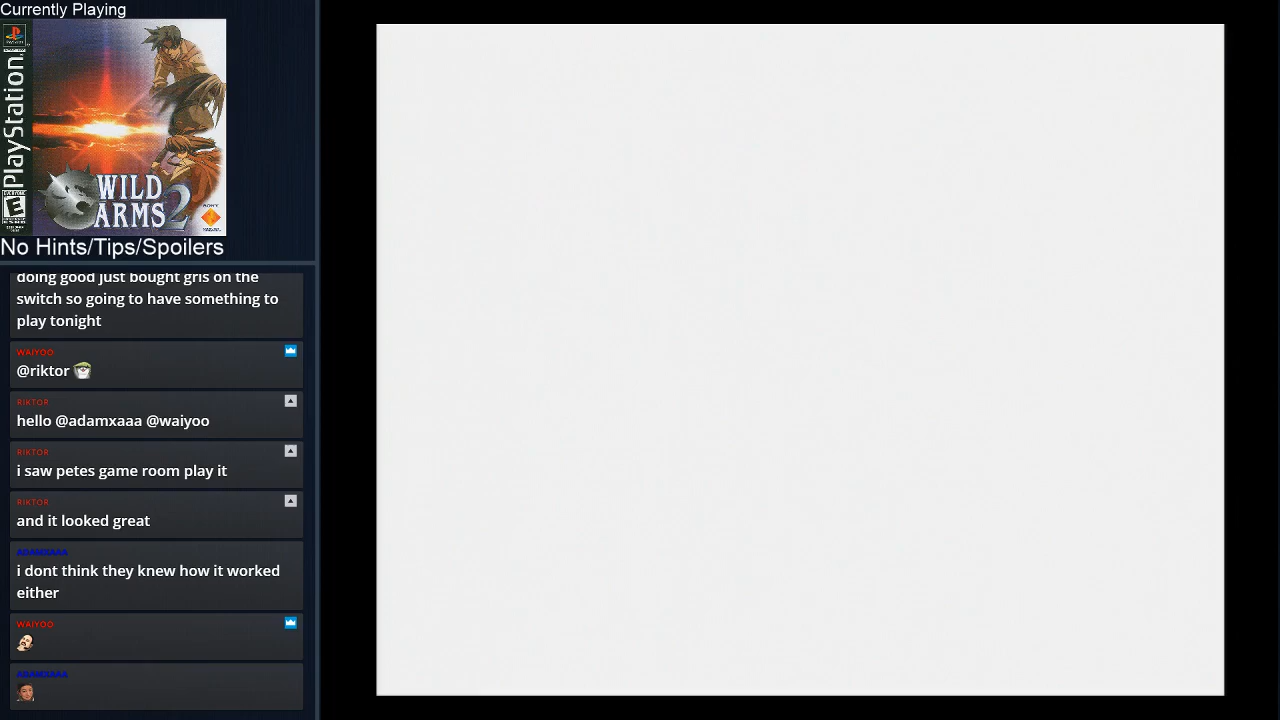 Currently Playing
PlayStation
WILD
ARMS
2
No Hints/Tips/Spoilers
doing good just bought gris on the
switch so going to have something to
play tonight
WAIYOO
@riktor
RIKTOR
hello @adamxaaa @waiyoo
RIKTOR
i saw petes game room play it
RIKTOR
and it looked great
ADAMXAAA
i dont think they knew how it worked
either
WAIYOO
ADAMXAAA